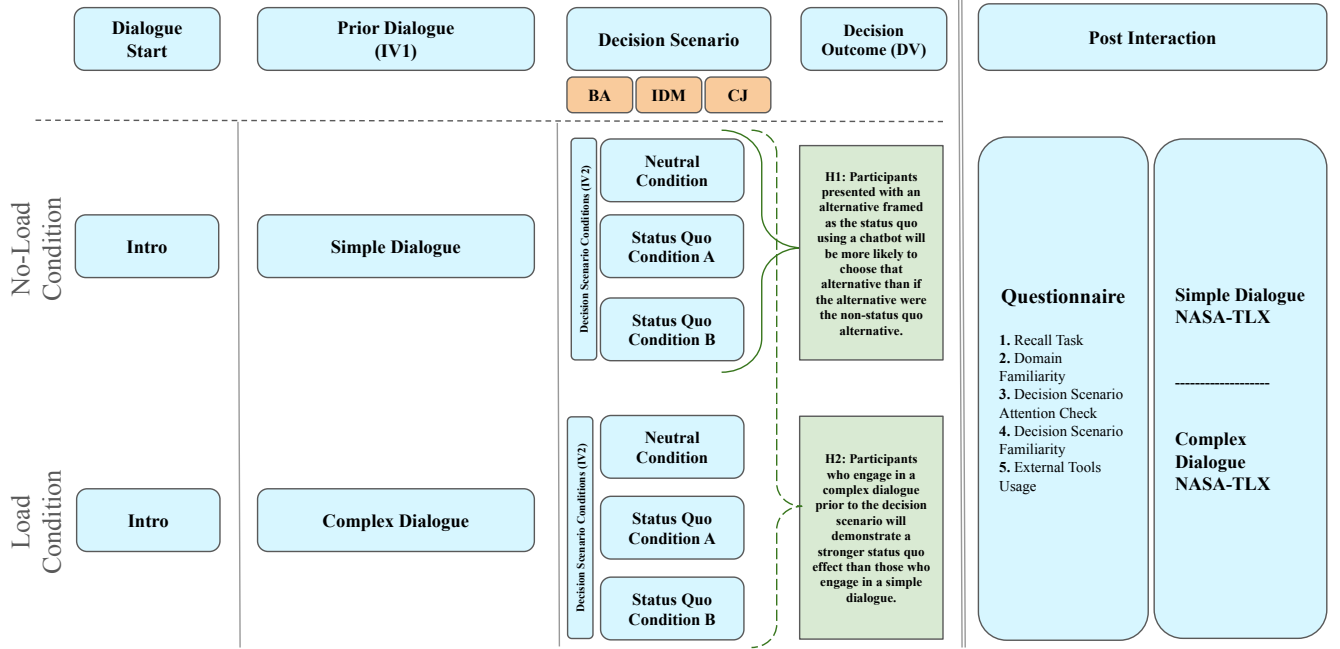 Dialogue
Start
Prior Dialogue
(IV1)
Decision Scenario
Decision
Outcome (DV)
Post Interaction
BA
IDM
CJ
No-Load
Condition
Intro
Simple Dialogue
Decision Scenario Conditions (IV2)
Neutral
Condition
Status Quo
Condition A
Status Quo
Condition B
H1: Participants
presented with an
alternative framed
as the status quo
using a chatbot will
be more likely to
choose that
alternative than if
the alternative were
the non-status quo
alternative.
Load
Condition
Intro
Complex Dialogue
Decision Scenario Conditions (IV2)
Neutral
Condition
Status Quo
Condition A
Status Quo
Condition B
H2: Participants
who engage in a
complex dialogue
prior to the decision
scenario will
demonstrate a
stronger status quo
effect than those who
engage in a simple
dialogue.
Questionnaire
1. Recall Task
2. Domain
Familiarity
3. Decision Scenario
Attention Check
4. Decision Scenario
Familiarity
5. External Tools
Usage
Simple Dialogue
NASA-TLX
-------------------
Complex
Dialogue
NASA-TLX